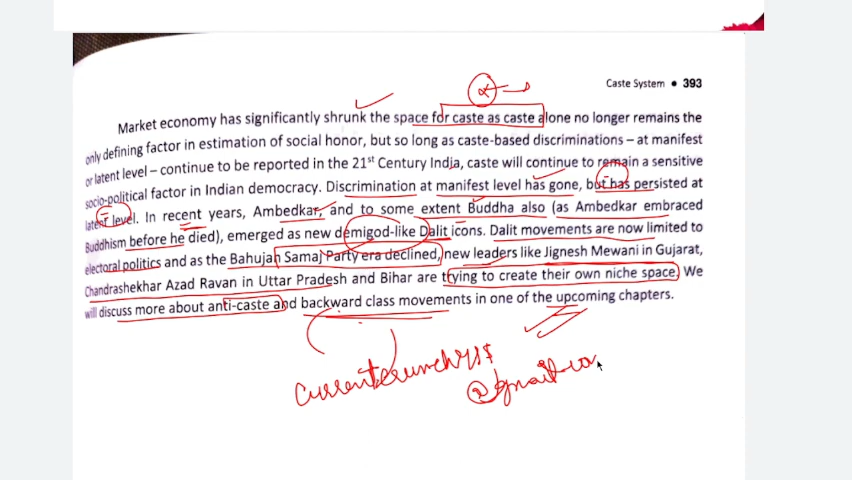 Caste System • 393
Market economy has significantly shrunk the space for caste as caste alone no longer remains the
only defining factor in estimation of social honor, but so long as caste-based discriminations – at manifest
or latent level – continue to be reported in the 21st Century India, caste will continue to remain a sensitive
socio-political factor in Indian democracy. Discrimination at manifest level has gone, but has persisted at
latent level. In recent years, Ambedkar, and to some extent Buddha also (as Ambedkar embraced
Buddhism before he died), emerged as new demigod-like Dalit icons. Dalit movements are now limited to
electoral politics and as the Bahujan Samaj Party era declined, new leaders like Jignesh Mewani in Gujarat,
Chandrashekhar Azad Ravan in Uttar Pradesh and Bihar are trying to create their own niche space. We
will discuss more about anti-caste and backward class movements in one of the upcoming chapters.